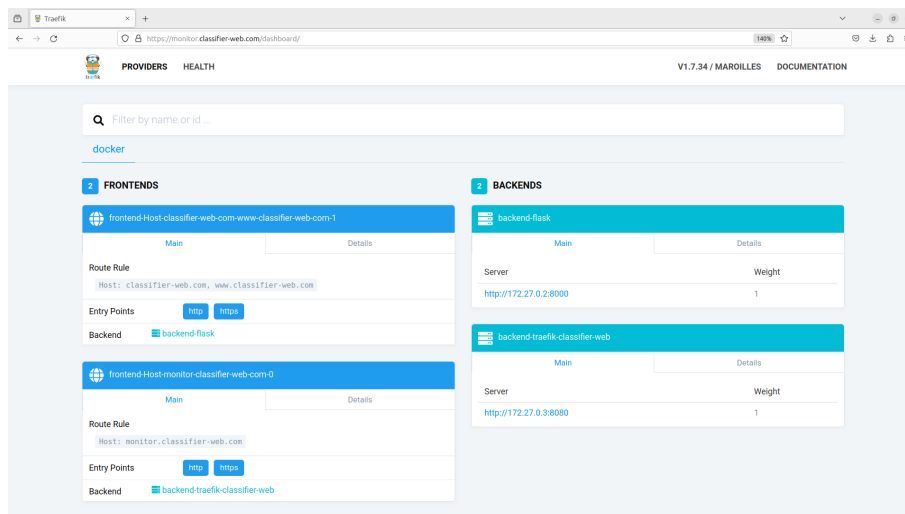 Traefik
https://monitor.classifier-web.com/dashboard/
140%
træfik
PROVIDERS HEALTH V1.7.34 / MAROILLES DOCUMENTATION
Filter by name or id ...
docker
2 FRONTENDS
frontend-Host-classifier-web-com-www-classifier-web-com-1
Main Details
Route Rule
Host: classifier-web.com, www.classifier-web.com
Entry Points http https
Backend backend-flask
frontend-Host-monitor-classifier-web-com-0
Main Details
Route Rule
Host: monitor.classifier-web.com
Entry Points http https
Backend backend-traefik-classifier-web
2 BACKENDS
backend-flask
Main Details
Server Weight
http://172.27.0.2:8000 1
backend-traefik-classifier-web
Main Details
Server Weight
http://172.27.0.3:8080 1